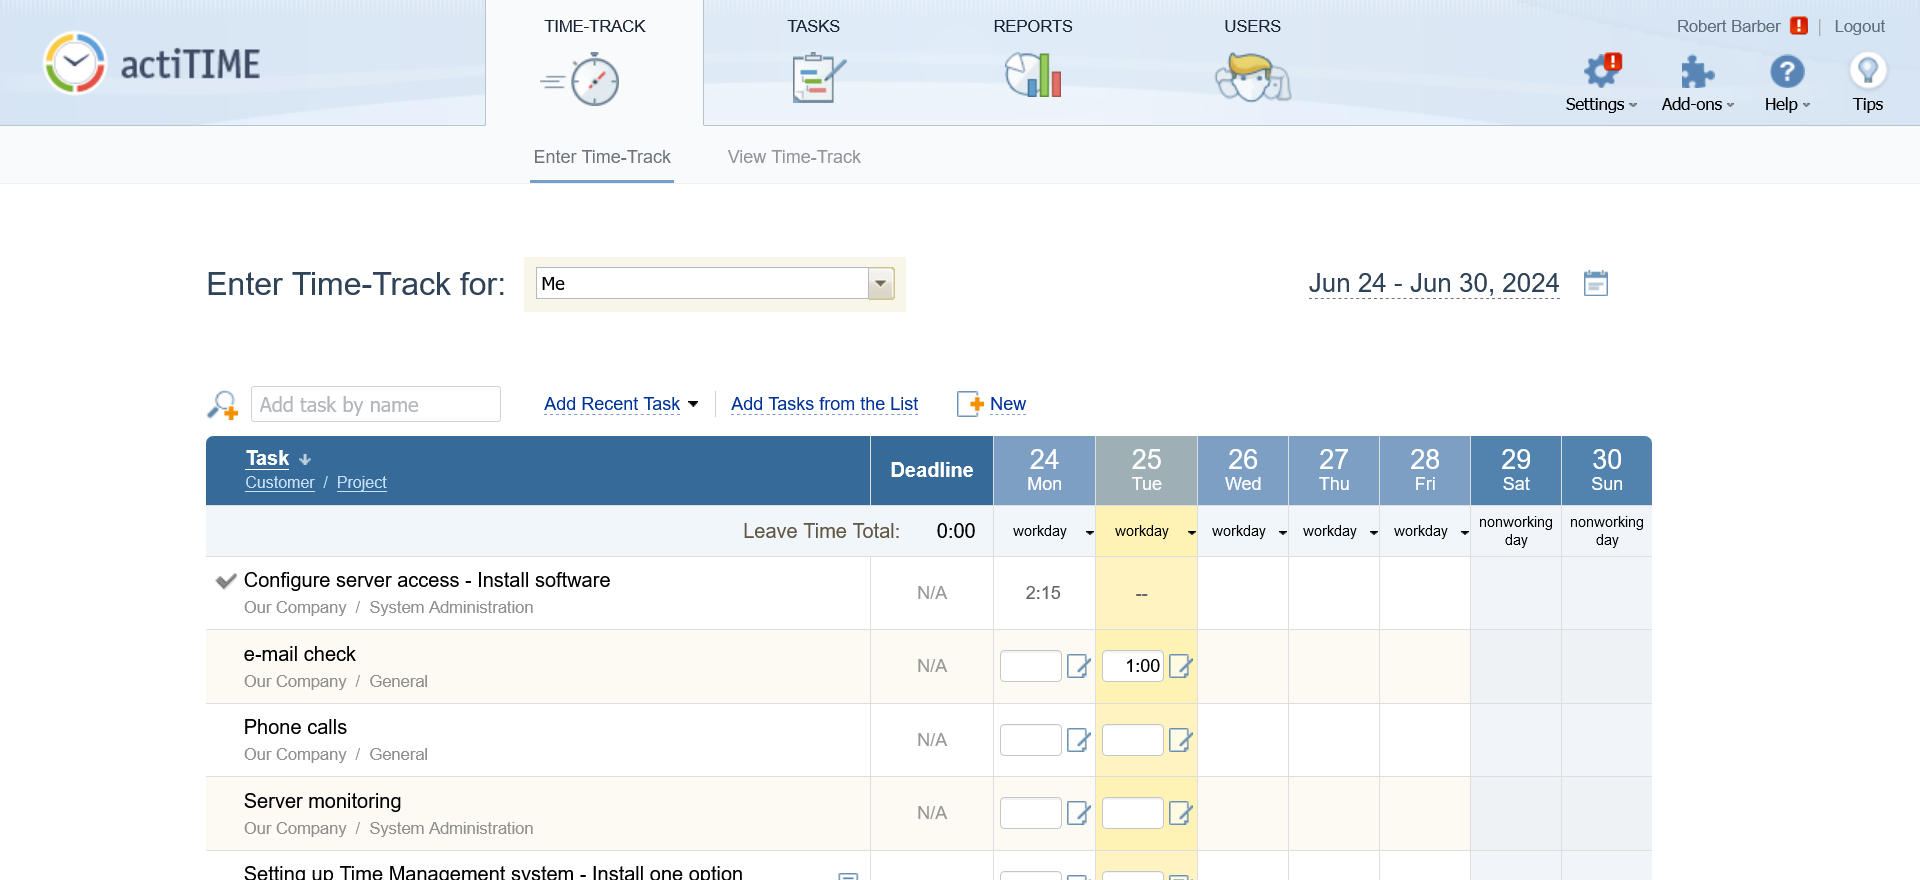 TIME-TRACK
TASKS
REPORTS
USERS
Robert Barber ! | Logout
actiTIME
Settings
Add-ons
Help
Tips
Enter Time-Track
View Time-Track
Enter Time-Track for:
Me
Jun 24 - Jun 30, 2024
Add task by name
Add Recent Task
Add Tasks from the List
New
Task
Customer / Project
Deadline
24 Mon
25 Tue
26 Wed
27 Thu
28 Fri
29 Sat
30 Sun
Leave Time Total: 0:00
workday
workday
workday
workday
workday
nonworking day
nonworking day
Configure server access - Install software
Our Company / System Administration
N/A
2:15
--
e-mail check
Our Company / General
N/A
1:00
Phone calls
Our Company / General
N/A
Server monitoring
Our Company / System Administration
N/A
Setting up Time Management system - Install one option